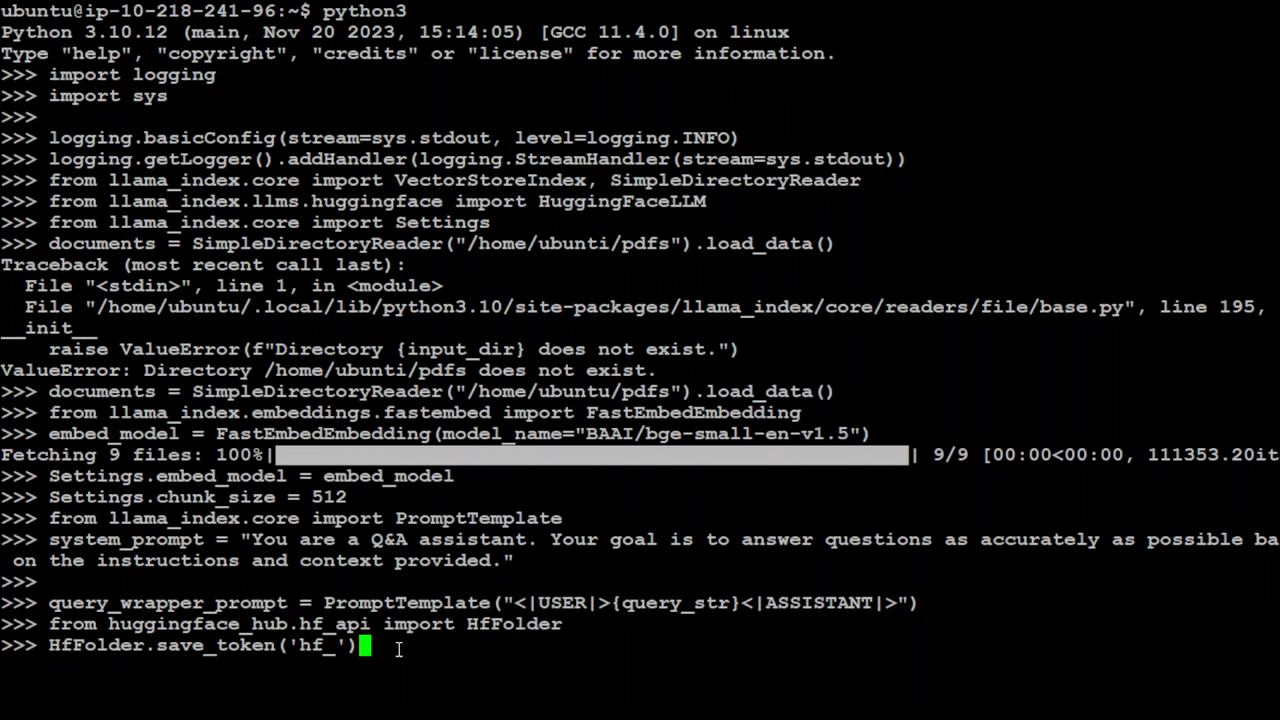 ubuntu@ip-10-218-241-96:~$ python3
Python 3.10.12 (main, Nov 20 2023, 15:14:05) [GCC 11.4.0] on linux
Type "help", "copyright", "credits" or "license" for more information.
>>> import logging
>>> import sys
>>>
>>> logging.basicConfig(stream=sys.stdout, level=logging.INFO)
>>> logging.getLogger().addHandler(logging.StreamHandler(stream=sys.stdout))
>>> from llama_index.core import VectorStoreIndex, SimpleDirectoryReader
>>> from llama_index.llms.huggingface import HuggingFaceLLM
>>> from llama_index.core import Settings
>>> documents = SimpleDirectoryReader("/home/ubunti/pdfs").load_data()
Traceback (most recent call last):
  File "<stdin>", line 1, in <module>
  File "/home/ubuntu/.local/lib/python3.10/site-packages/llama_index/core/readers/file/base.py", line 195,
__init__
    raise ValueError(f"Directory {input_dir} does not exist.")
ValueError: Directory /home/ubunti/pdfs does not exist.
>>> documents = SimpleDirectoryReader("/home/ubuntu/pdfs").load_data()
>>> from llama_index.embeddings.fastembed import FastEmbedEmbedding
>>> embed_model = FastEmbedEmbedding(model_name="BAAI/bge-small-en-v1.5")
Fetching 9 files: 100%| | 9/9 [00:00<00:00, 111353.20it
>>> Settings.embed_model = embed_model
>>> Settings.chunk_size = 512
>>> from llama_index.core import PromptTemplate
>>> system_prompt = "You are a Q&A assistant. Your goal is to answer questions as accurately as possible ba
 on the instructions and context provided."
>>>
>>> query_wrapper_prompt = PromptTemplate("<|USER|>{query_str}<|ASSISTANT|>")
>>> from huggingface_hub.hf_api import HfFolder
>>> HfFolder.save_token('hf_')